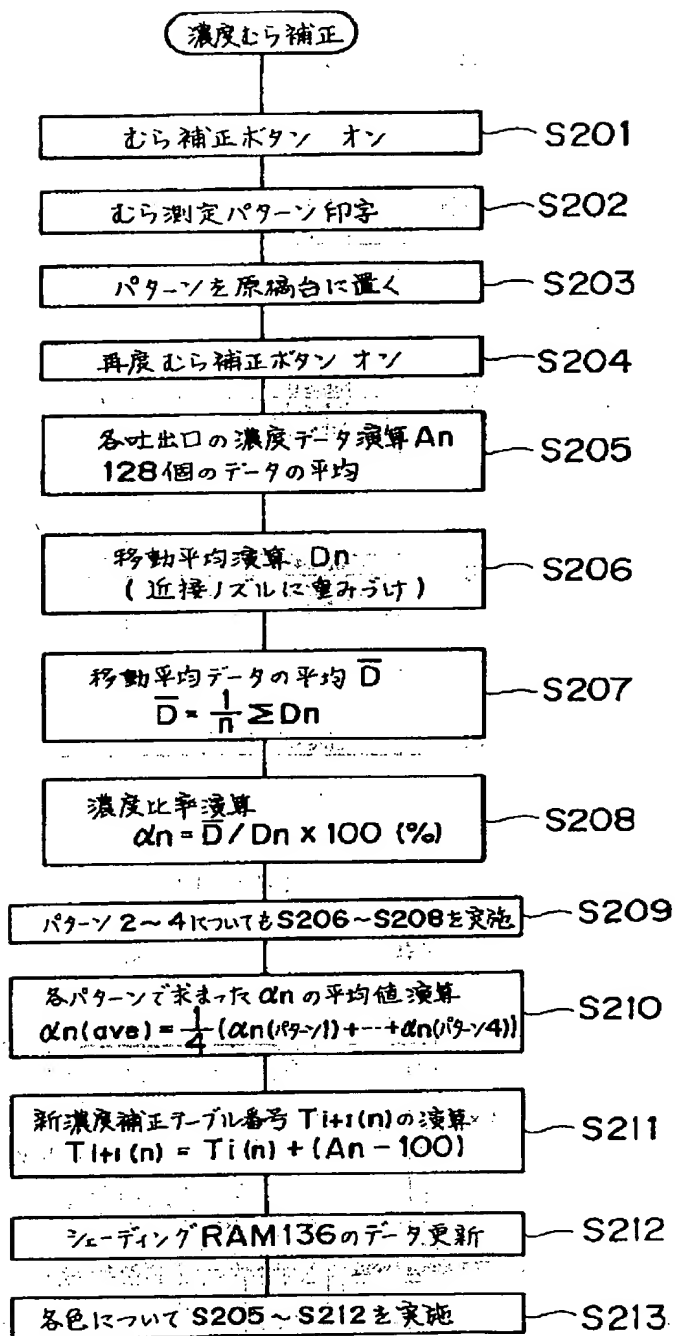 濃度むら補正
むら補正ボタン オン S201
むら測定パターン印字 S202
パターンを原稿台に置く S203
再度むら補正ボタン オン S204
各吐出口の濃度データ演算An
128個のデータの平均 S205
移動平均演算 Dn
(近接ノズルに重みづけ) S206
移動平均データの平均 D̅
D̅ = 1/n ΣDn S207
濃度比率演算
αn = D̅ / Dn × 100 (%) S208
パターン2〜4についてもS206〜S208を実施 S209
各パターンで求まったαnの平均値演算
αn(ave) = 1/4 {αn(パターン1)+…+αn(パターン4)} S210
新濃度補正テーブル番号 Ti+1(n)の演算
Ti+1(n) = Ti(n) + (An − 100) S211
シェーディングRAM136のデータ更新 S212
各色について S205〜S212を実施 S213